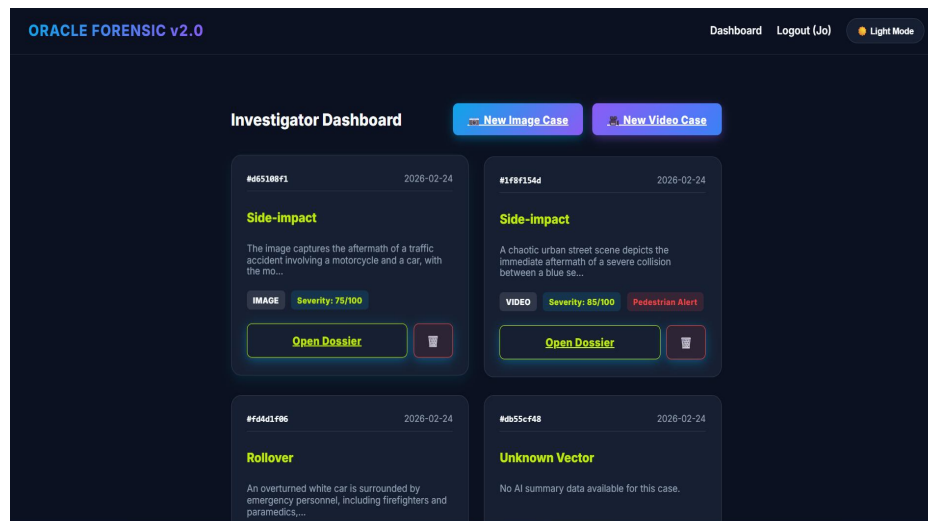 ORACLE FORENSIC v2.0
Dashboard
Logout (Jo)
Light Mode
Investigator Dashboard
New Image Case
New Video Case
#d65108f1
2026-02-24
Side-impact
The image captures the aftermath of a traffic
accident involving a motorcycle and a car, with
the mo...
IMAGE
Severity: 75/100
Open Dossier
#1f8f154d
2026-02-24
Side-impact
A chaotic urban street scene depicts the
immediate aftermath of a severe collision
between a blue se...
VIDEO
Severity: 85/100
Pedestrian Alert
Open Dossier
#fd4d1f06
2026-02-24
Rollover
An overturned white car is surrounded by
emergency personnel, including firefighters and
paramedics,...
#db55cf48
2026-02-24
Unknown Vector
No AI summary data available for this case.